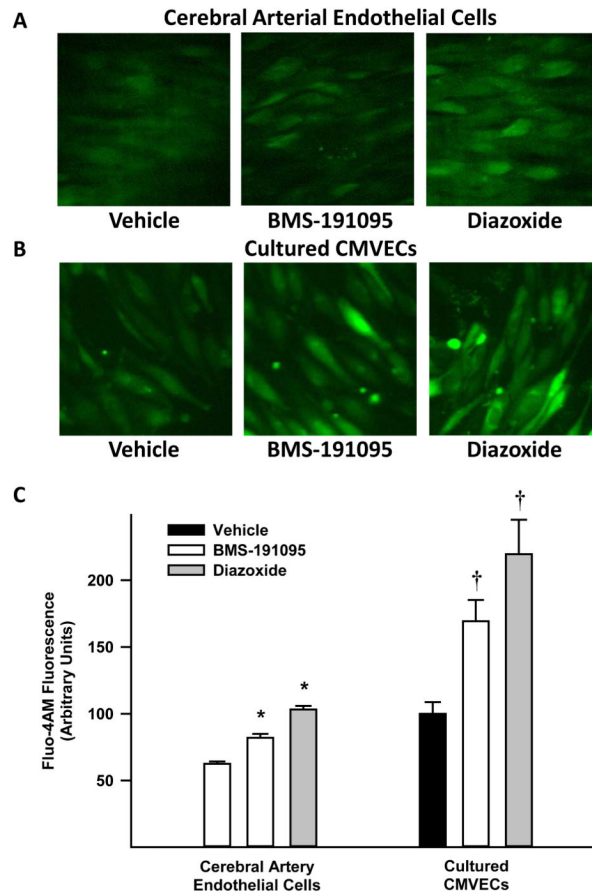 A
Cerebral Arterial Endothelial Cells
Vehicle
BMS-191095
Diazoxide
B
Cultured CMVECs
Vehicle
BMS-191095
Diazoxide
C
Vehicle
BMS-191095
Diazoxide
Fluo-4AM Fluorescence
(Arbitrary Units)
200
150
100
50
*
*
†
†
Cerebral Artery
Endothelial Cells
Cultured
CMVECs